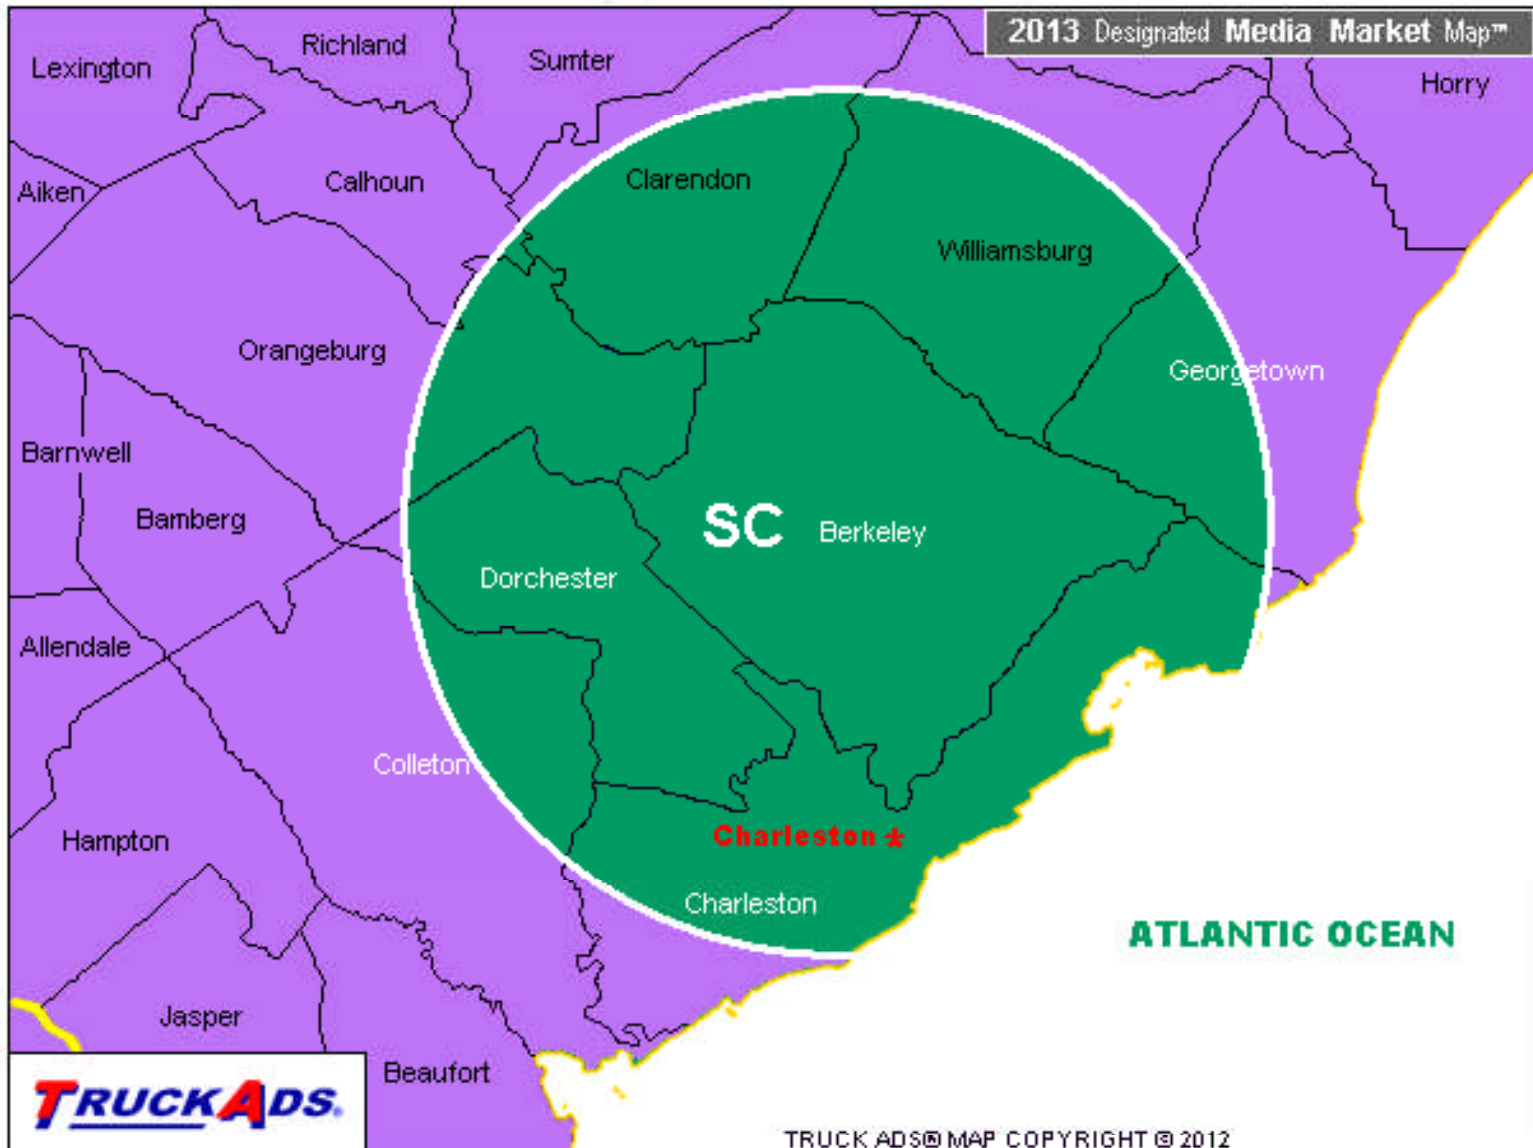 2013 Designated Media Market Map™
Richland
Sumter
Lexington
Horry
Calhoun
Clarendon
Aiken
Williamsburg
Orangeburg
Georgetown
Barnwell
Bamberg
SC
Berkeley
Dorchester
Allendale
Colleton
Hampton
Charleston *
Charleston
ATLANTIC OCEAN
Jasper
Beaufort
TRUCKADS®
TRUCK ADS® MAP COPYRIGHT © 2012